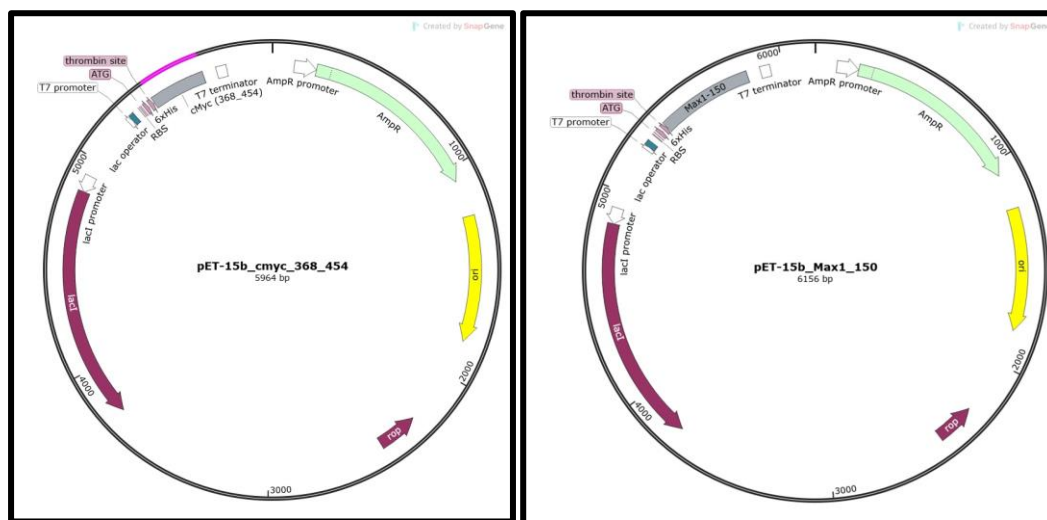 Created by SnapGene
thrombin site
ATG
T7 promoter
lac operator
RBS
6xHis
cMyc (368_454)
T7 terminator
AmpR promoter
AmpR
1000
ori
2000
rop
3000
4000
lacI
lacI promoter
5000
pET-15b_cmyc_368_454
5964 bp
Created by SnapGene
6000
thrombin site
ATG
T7 promoter
lac operator
RBS
6xHis
Max1-150
T7 terminator
AmpR promoter
AmpR
1000
ori
2000
rop
3000
4000
lacI
lacI promoter
5000
pET-15b_Max1_150
6156 bp